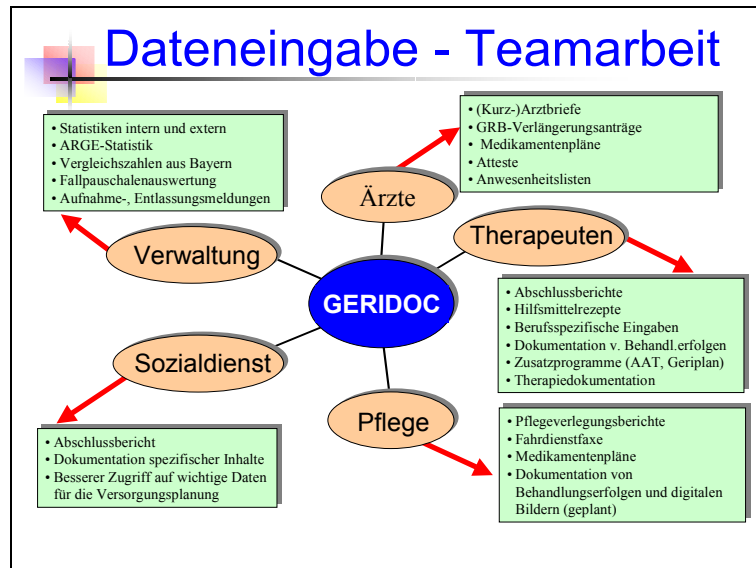 Dateneingabe - Teamarbeit
• Statistiken intern und extern
• ARGE-Statistik
• Vergleichszahlen aus Bayern
• Fallpauschalenauswertung
• Aufnahme-, Entlassungsmeldungen
• (Kurz-)Arztbriefe
• GRB-Verlängerungsanträge
• Medikamentenpläne
• Atteste
• Anwesenheitslisten
Ärzte
Verwaltung
Therapeuten
GERIDOC
• Abschlussberichte
• Hilfsmittelrezepte
• Berufsspezifische Eingaben
• Dokumentation v. Behandl.erfolgen
• Zusatzprogramme (AAT, Geriplan)
• Therapiedokumentation
Sozialdienst
Pflege
• Abschlussbericht
• Dokumentation spezifischer Inhalte
• Besserer Zugriff auf wichtige Daten
für die Versorgungsplanung
• Pflegeverlegungsberichte
• Fahrdienstfaxe
• Medikamentenpläne
• Dokumentation von
Behandlungserfolgen und digitalen
Bildern (geplant)